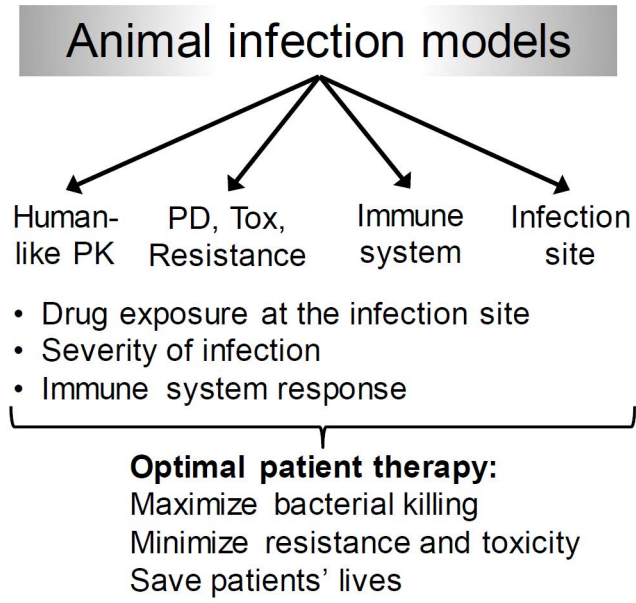 Animal infection models
Human-
like PK
PD, Tox,
Resistance
Immune
system
Infection
site
• Drug exposure at the infection site
• Severity of infection
• Immune system response
Optimal patient therapy:
Maximize bacterial killing
Minimize resistance and toxicity
Save patients' lives